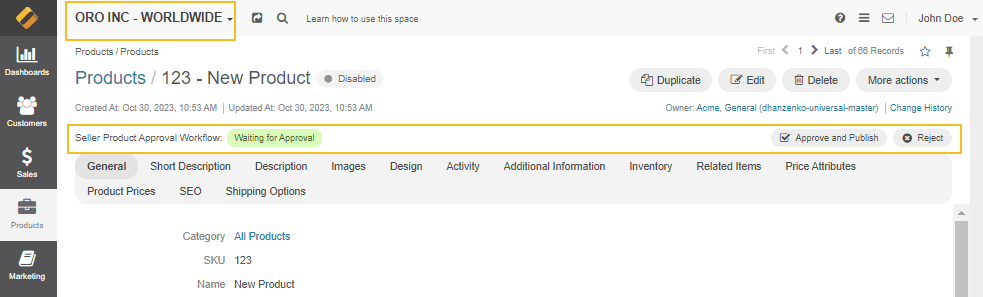 ORO INC - WORLDWIDE
Learn how to use this space
John Doe
Products / Products
First 1 Last of 66 Records
Products / 123 - New Product Disabled
Duplicate Edit Delete More actions
Created At: Oct 30, 2023, 10:53 AM | Updated At: Oct 30, 2023, 10:53 AM
Owner: Acme, General (dhanzenko-universal-master) | Change History
Seller Product Approval Workflow: Waiting for Approval
Approve and Publish Reject
General Short Description Description Images Design Activity Additional Information Inventory Related Items Price Attributes
Product Prices SEO Shipping Options
Dashboards
Customers
Sales
Products
Marketing
Category All Products
SKU 123
Name New Product